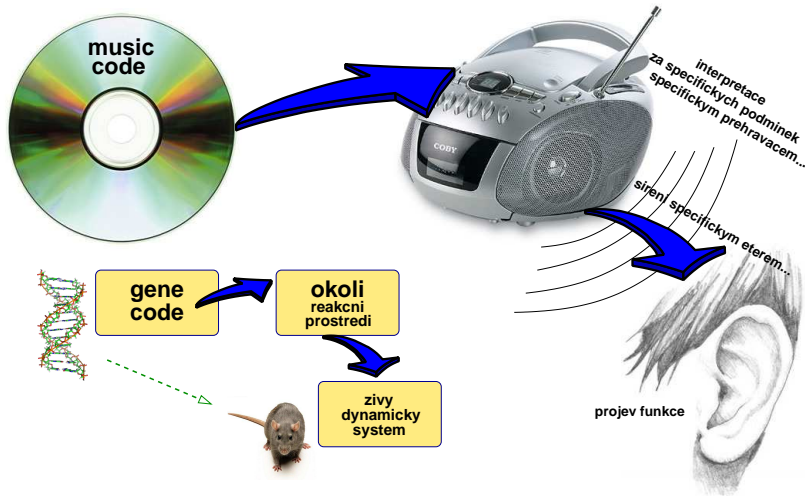 music
code
interpretace
za specifickych podminek
specifickym prehravacem...
COBY
sireni specifickym eterem...
gene
code
okoli
reakcni
prostredi
zivy
dynamicky
system
projev funkce